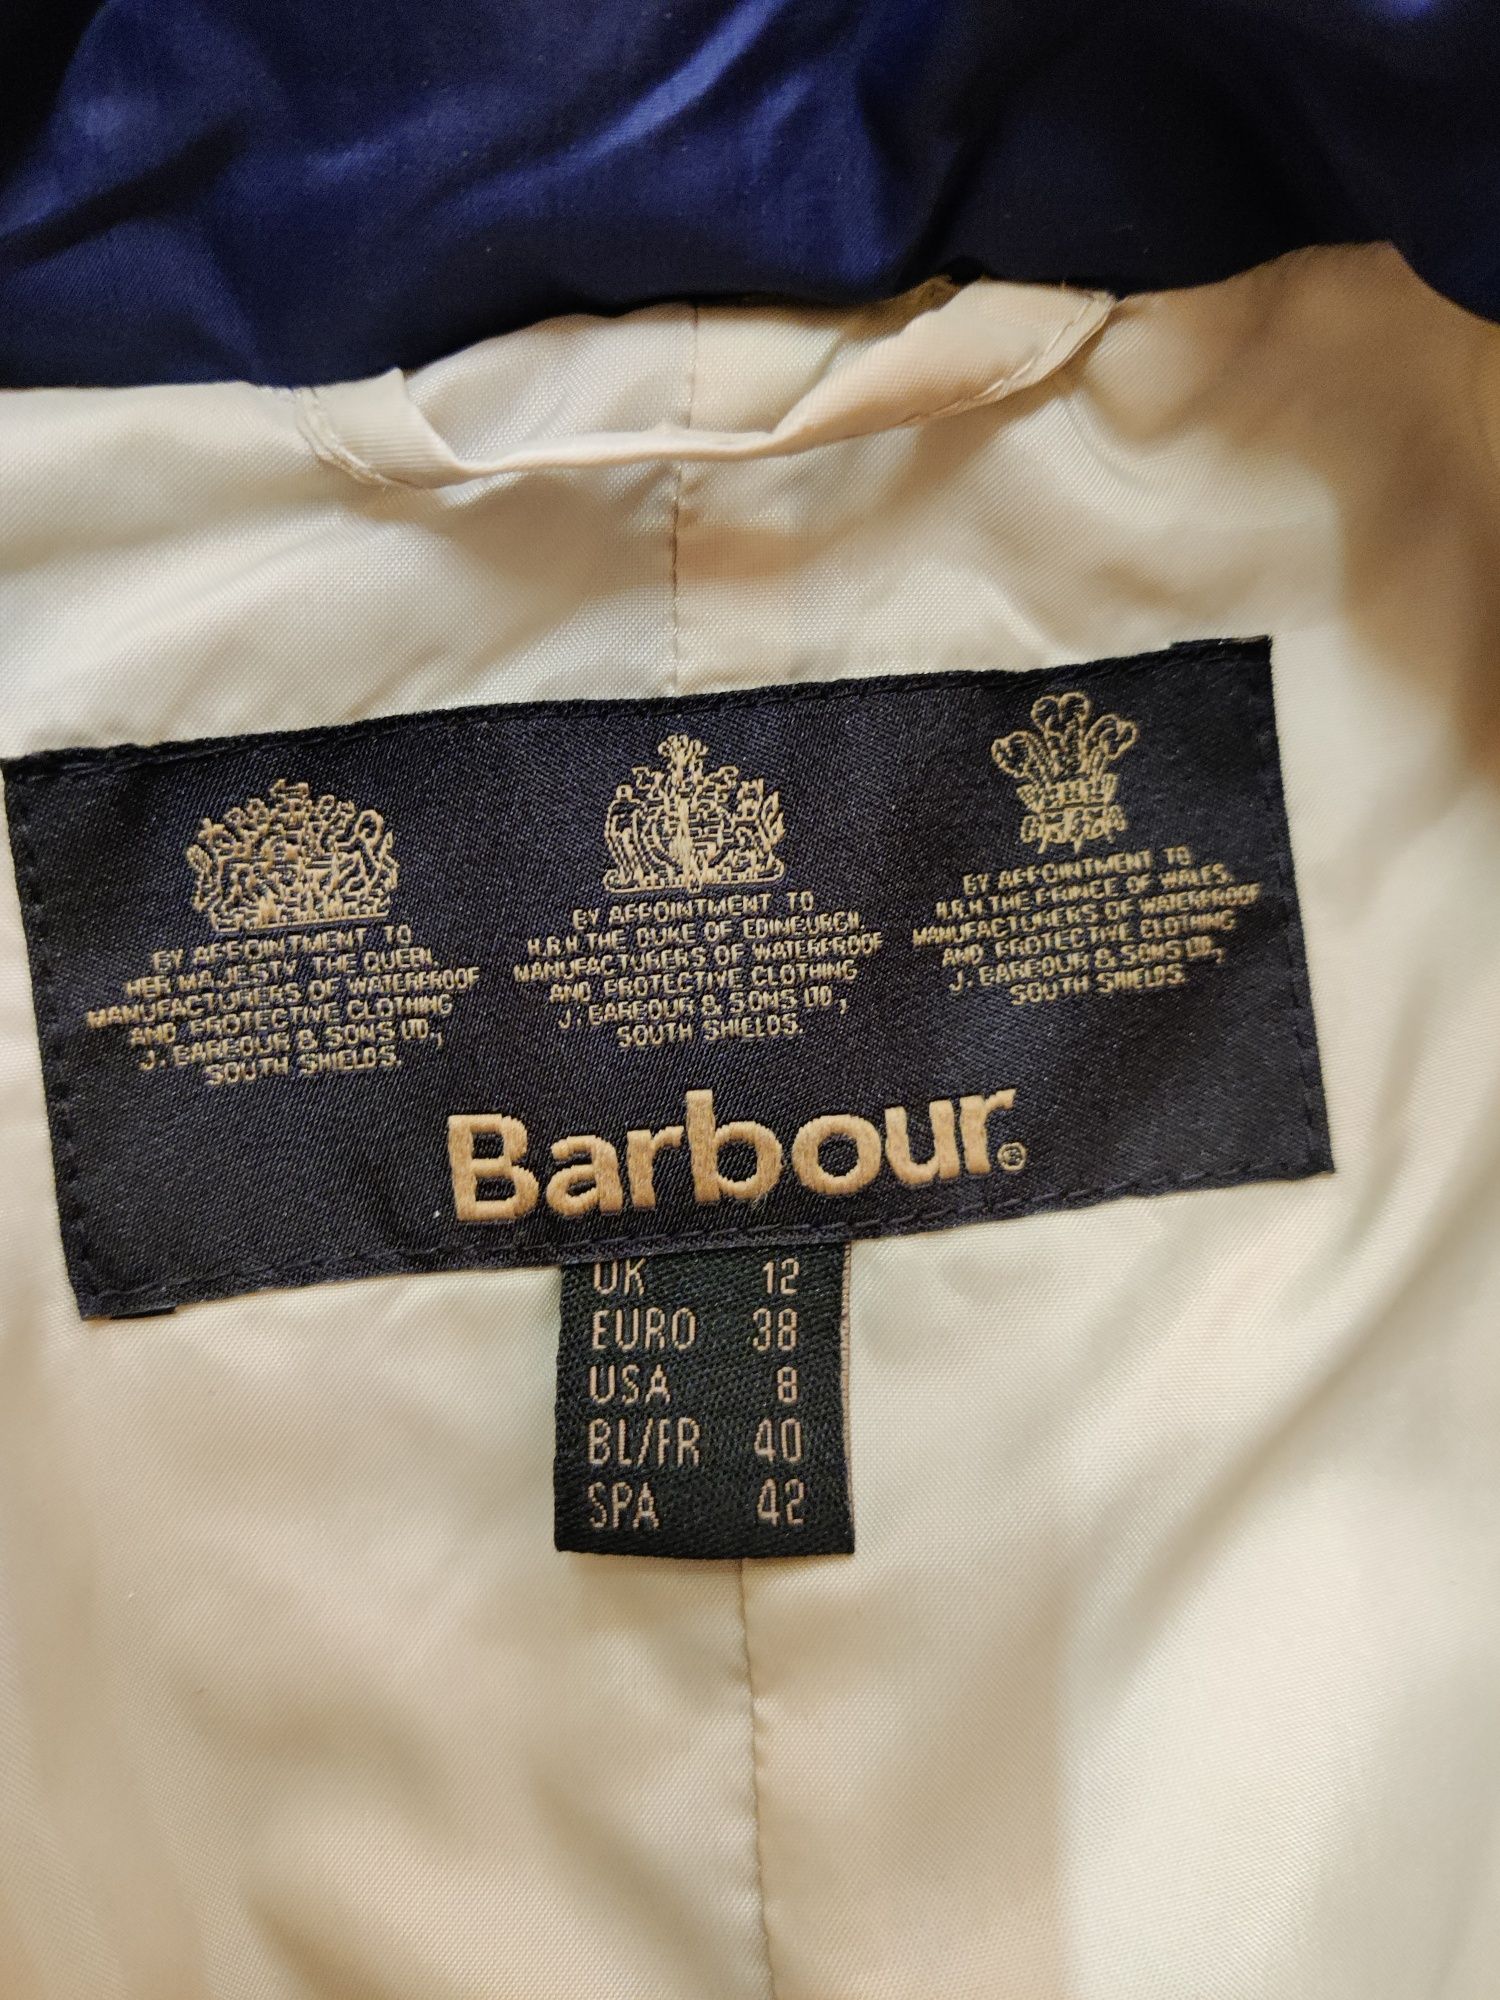 BY APPOINTMENT TO
HER MAJESTY THE QUEEN.
MANUFACTURERS OF WATERPROOF
AND PROTECTIVE CLOTHING
J. BARBOUR & SONS LTD,
SOUTH SHIELDS.
BY APPOINTMENT TO
H.R.H. THE DUKE OF EDINBURGH.
MANUFACTURERS OF WATERPROOF
AND PROTECTIVE CLOTHING
J. BARBOUR & SONS LTD,
SOUTH SHIELDS.
BY APPOINTMENT TO
H.R.H. THE PRINCE OF WALES.
MANUFACTURERS OF WATERPROOF
AND PROTECTIVE CLOTHING
J. BARBOUR & SONS LTD,
SOUTH SHIELDS.
Barbour®
UK 12
EURO 38
USA 8
BL/FR 40
SPA 42